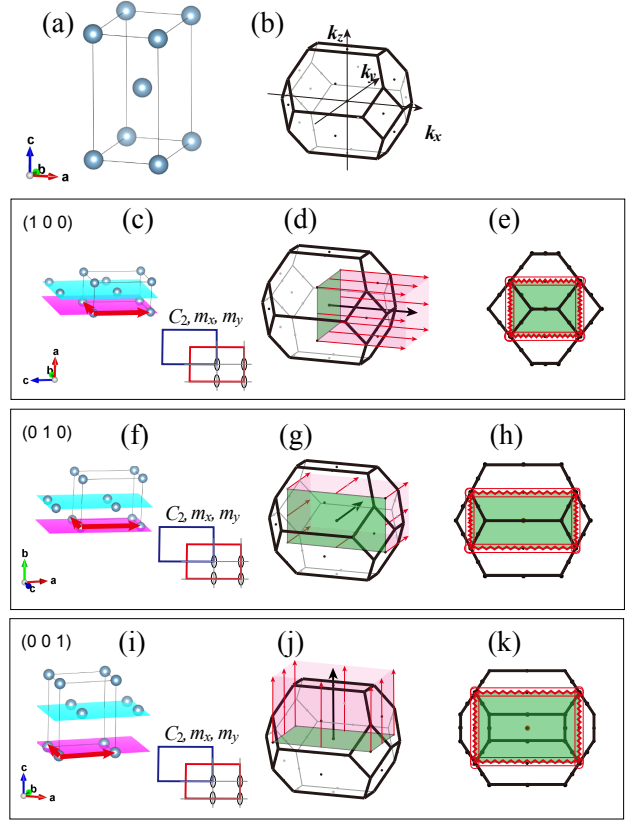 (a)
(b)
k_z
k_y
k_x
c
b
a
(1 0 0)
(c)
(d)
(e)
C_2, m_x, m_y
a
b
c
(0 1 0)
(f)
(g)
(h)
C_2, m_x, m_y
b
a
c
(0 0 1)
(i)
(j)
(k)
C_2, m_x, m_y
c
b
a